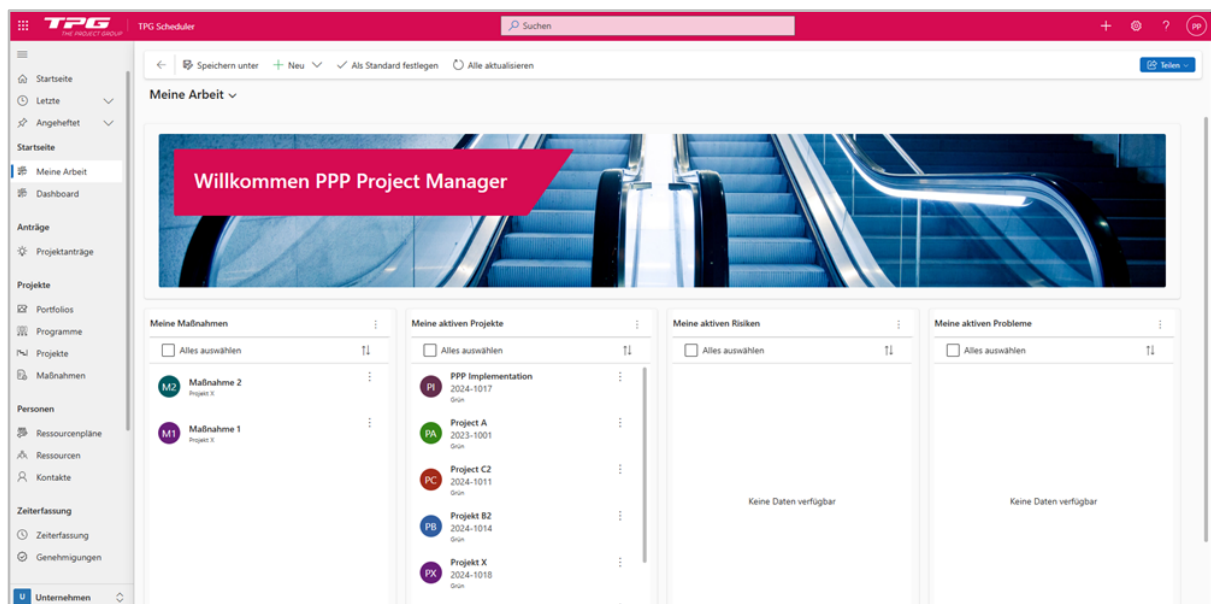 TPG
THE PROJECT GROUP
TPG Scheduler
Suchen
PP
Startseite
Letzte
Angeheftet
Startseite
Meine Arbeit
Dashboard
Anträge
Projektanträge
Projekte
Portfolios
Programme
Projekte
Maßnahmen
Personen
Ressourcenpläne
Ressourcen
Kontakte
Zeiterfassung
Zeiterfassung
Genehmigungen
U Unternehmen
Speichern unter
Neu
Als Standard festlegen
Alle aktualisieren
Teilen
Meine Arbeit
Willkommen PPP Project Manager
Meine Maßnahmen
Alles auswählen
M2
Maßnahme 2
Projekt X
M1
Maßnahme 1
Projekt X
Meine aktiven Projekte
Alles auswählen
PI
PPP Implementation
2024-1017
Grün
PA
Project A
2023-1001
Grün
PC
Project C2
2024-1011
Grün
PB
Projekt B2
2024-1014
Grün
PX
Projekt X
2024-1018
Grün
Meine aktiven Risiken
Alles auswählen
Keine Daten verfügbar
Meine aktiven Probleme
Alles auswählen
Keine Daten verfügbar